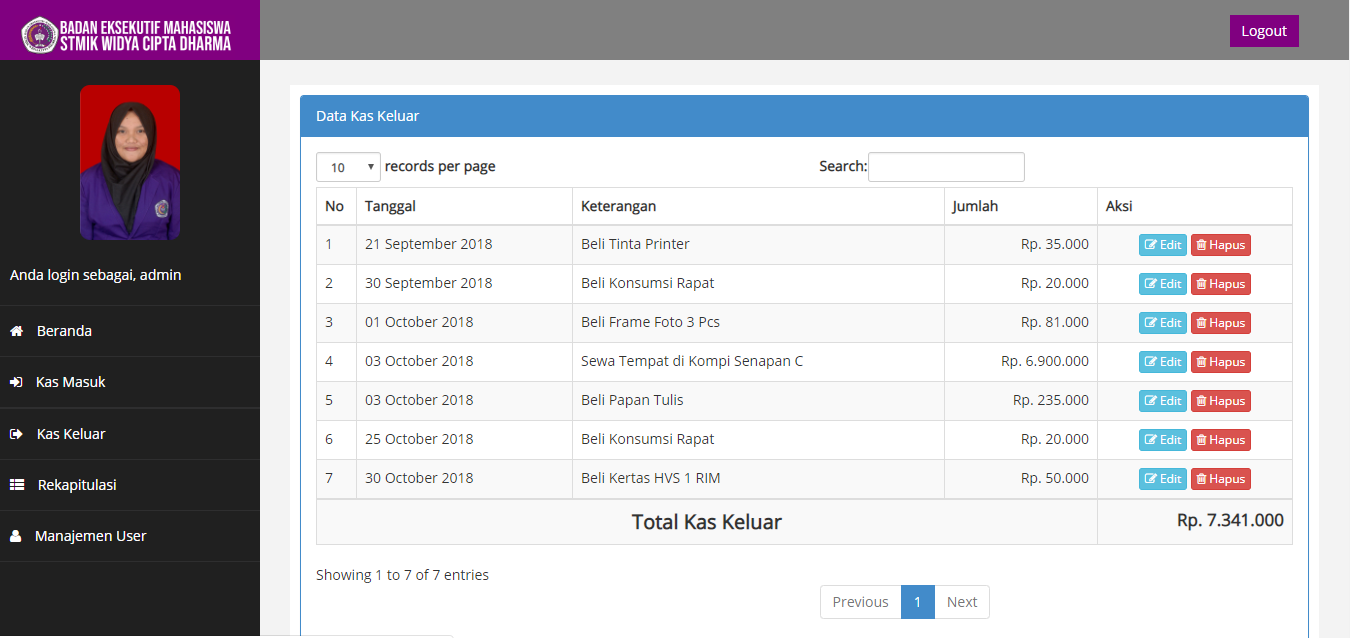 BADAN EKSEKUTIF MAHASISWA
STMIK WIDYA CIPTA DHARMA
Logout
Anda login sebagai, admin
Beranda
Kas Masuk
Kas Keluar
Rekapitulasi
Manajemen User
Data Kas Keluar
10 records per page Search:
No Tanggal Keterangan Jumlah Aksi
1 21 September 2018 Beli Tinta Printer Rp. 35.000 Edit Hapus
2 30 September 2018 Beli Konsumsi Rapat Rp. 20.000 Edit Hapus
3 01 October 2018 Beli Frame Foto 3 Pcs Rp. 81.000 Edit Hapus
4 03 October 2018 Sewa Tempat di Kompi Senapan C Rp. 6.900.000 Edit Hapus
5 03 October 2018 Beli Papan Tulis Rp. 235.000 Edit Hapus
6 25 October 2018 Beli Konsumsi Rapat Rp. 20.000 Edit Hapus
7 30 October 2018 Beli Kertas HVS 1 RIM Rp. 50.000 Edit Hapus
Total Kas Keluar Rp. 7.341.000
Showing 1 to 7 of 7 entries
Previous 1 Next